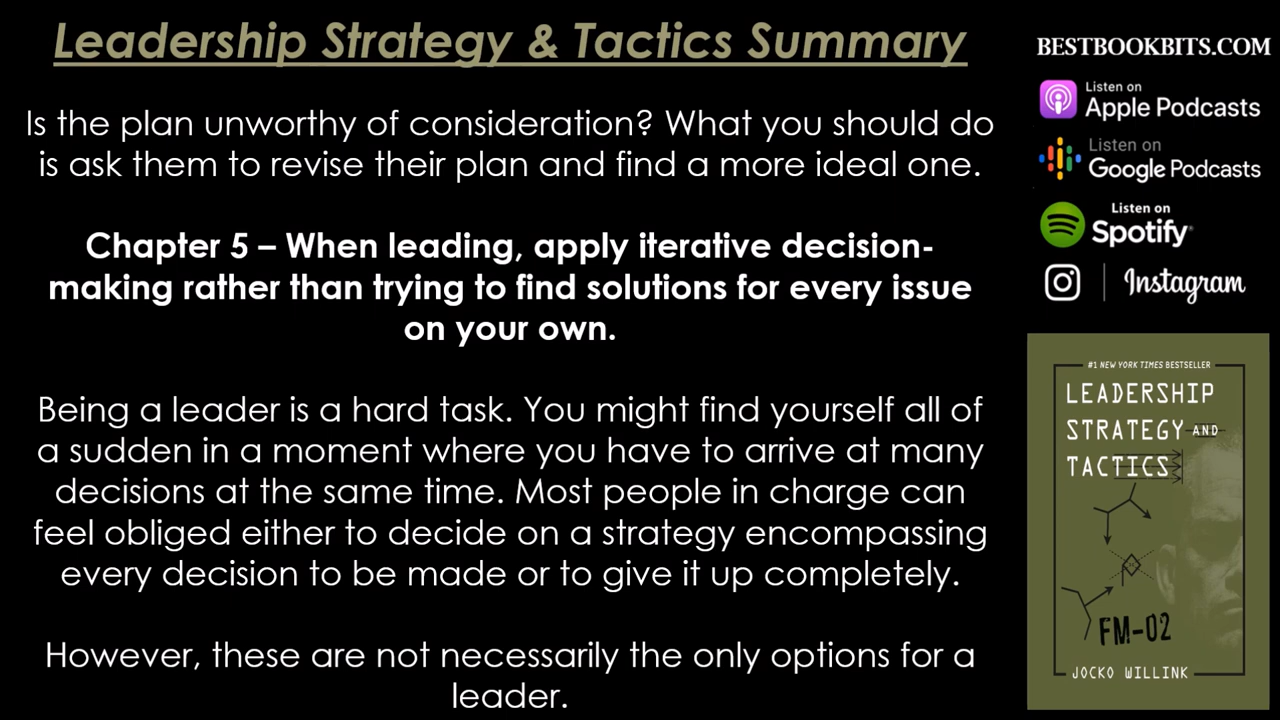 Leadership Strategy & Tactics Summary
Is the plan unworthy of consideration? What you should do
is ask them to revise their plan and find a more ideal one.
Chapter 5 – When leading, apply iterative decision-
making rather than trying to find solutions for every issue
on your own.
Being a leader is a hard task. You might find yourself all of
a sudden in a moment where you have to arrive at many
decisions at the same time. Most people in charge can
feel obliged either to decide on a strategy encompassing
every decision to be made or to give it up completely.
However, these are not necessarily the only options for a
leader.
BESTBOOKBITS.COM
Listen on
Apple Podcasts
Listen on
Google Podcasts
Listen on
Spotify
Instagram
#1 NEW YORK TIMES BESTSELLER
LEADERSHIP
STRATEGY AND
TACTICS
FM-02
JOCKO WILLINK